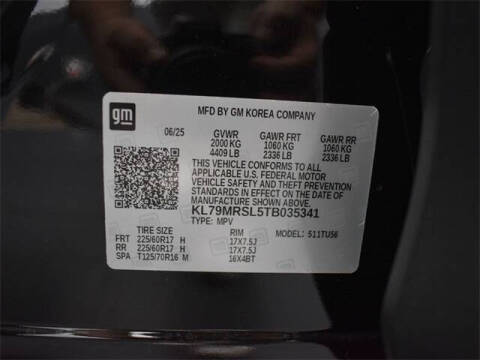 gm
MFD BY GM KOREA COMPANY
06/25 GVWR GAWR FRT GAWR RR
2000 KG 1060 KG 1060 KG
4409 LB 2336 LB 2336 LB
THIS VEHICLE CONFORMS TO ALL
APPLICABLE U.S. FEDERAL MOTOR
VEHICLE SAFETY AND THEFT PREVENTION
STANDARDS IN EFFECT ON THE DATE OF
MANUFACTURE SHOWN ABOVE.
KL79MRSL5TB035341
TYPE: MPV MODEL: 511TU56
TIRE SIZE RIM
FRT 225/60R17 H 17X7.5J
RR 225/60R17 H 17X7.5J
SPA T125/70R16 M 16X4BT